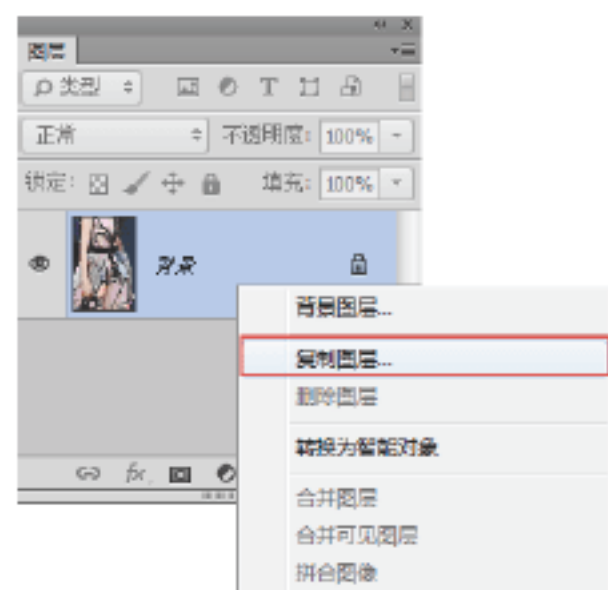 图层
类型
T
正常 不透明度: 100%
锁定: 填充: 100%
背景
背景图层...
复制图层...
删除图层
转换为智能对象
fx.
合并图层
合并可见图层
拼合图像